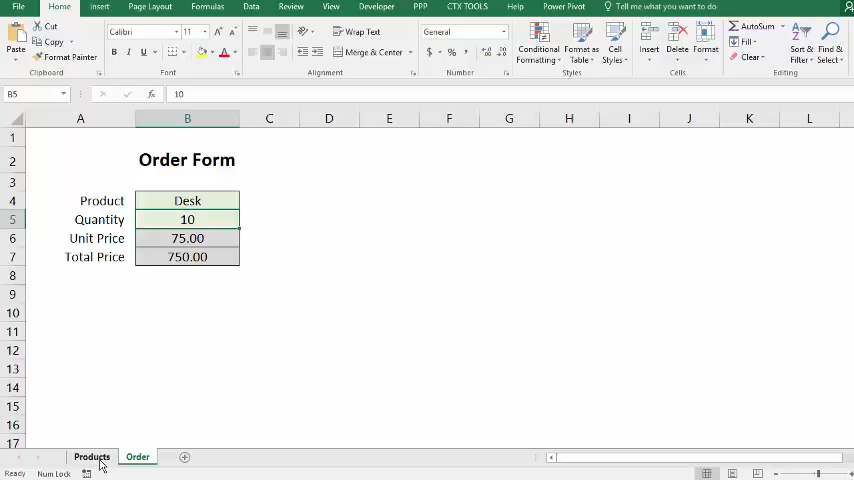 File Home Insert Page Layout Formulas Data Review View Developer PPP CTX TOOLS Help Power Pivot Tell me what you want to do
Paste Cut Copy Format Painter Clipboard
Calibri 11 A A B I U A Font
Wrap Text Merge & Center Alignment
General $ % , Number
Conditional Formatting Format as Table Cell Styles Styles
Insert Delete Format Cells
AutoSum Fill Clear Sort & Filter Find & Select Editing
B5 fx 10
A B C D E F G H I J K L
1
2 Order Form
3
4 Product Desk
5 Quantity 10
6 Unit Price 75.00
7 Total Price 750.00
8
9
10
11
12
13
14
15
16
17
Products Order
Ready Num Lock